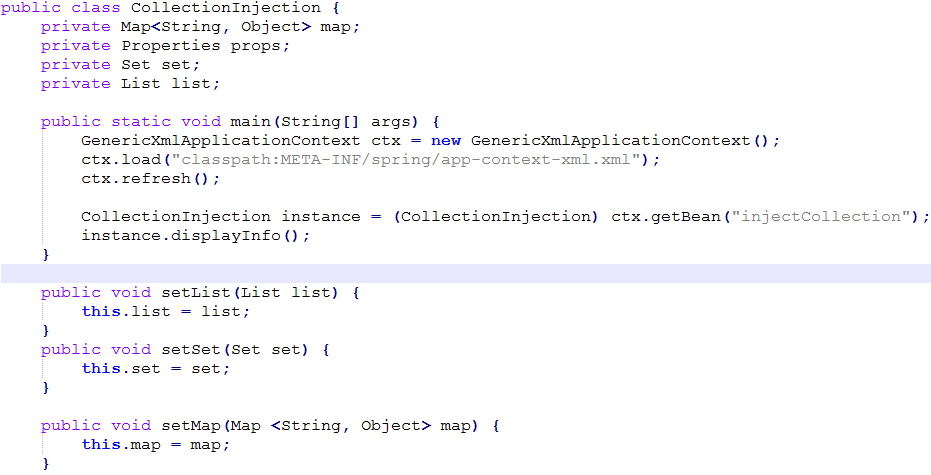 public class CollectionInjection {
    private Map<String, Object> map;
    private Properties props;
    private Set set;
    private List list;

    public static void main(String[] args) {
        GenericXmlApplicationContext ctx = new GenericXmlApplicationContext();
        ctx.load("classpath:META-INF/spring/app-context-xml.xml");
        ctx.refresh();

        CollectionInjection instance = (CollectionInjection) ctx.getBean("injectCollection");
        instance.displayInfo();
    }

    public void setList(List list) {
        this.list = list;
    }
    public void setSet(Set set) {
        this.set = set;
    }

    public void setMap(Map <String, Object> map) {
        this.map = map;
    }